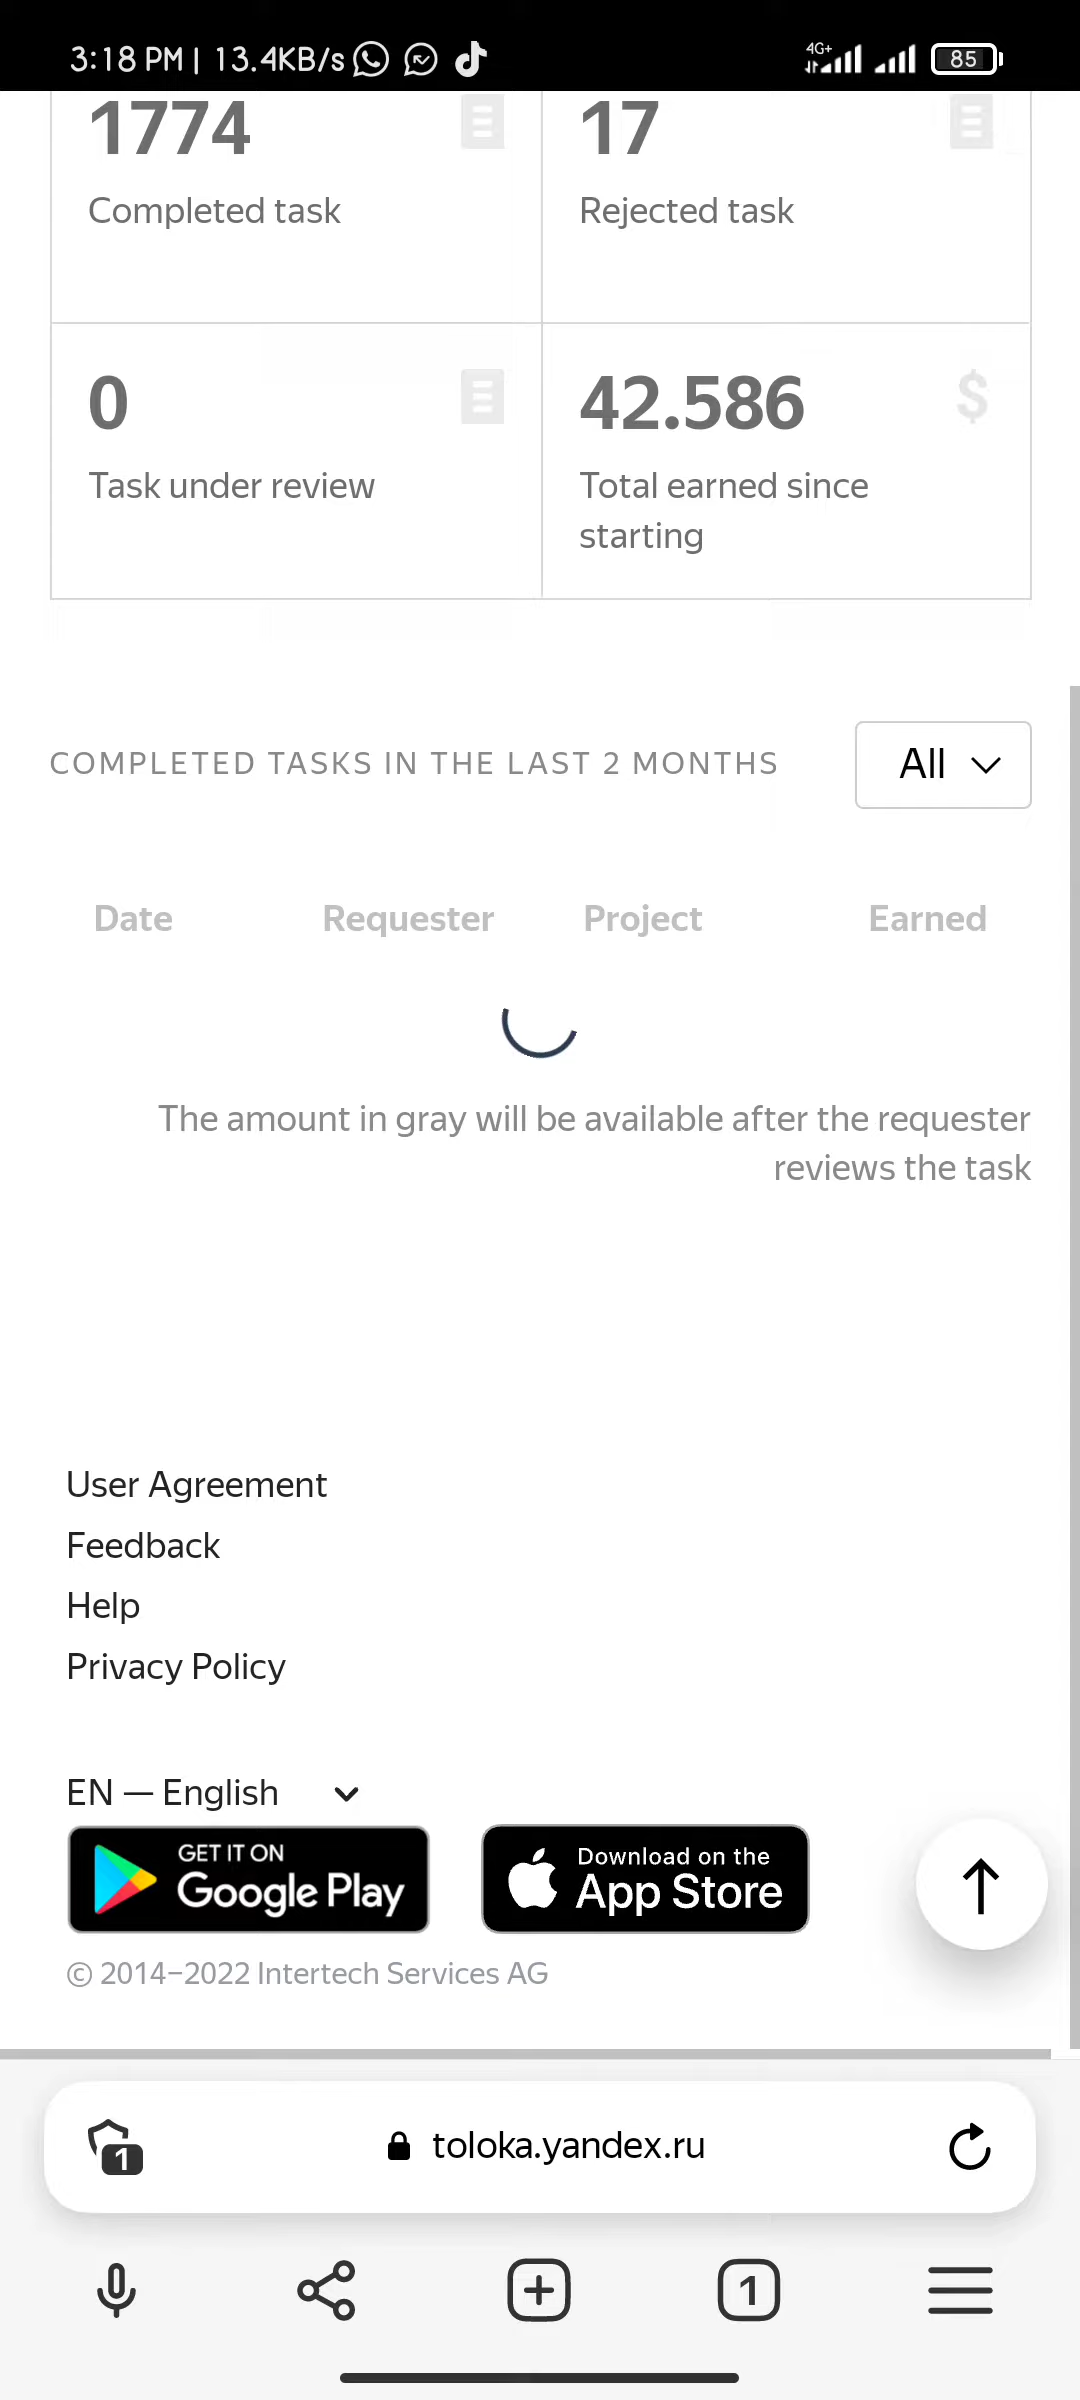 3:18 PM | 13.4KB/s
4G+
85
1774
17
Completed task
Rejected task
0
42.586
$
Task under review
Total earned since
starting
COMPLETED TASKS IN THE LAST 2 MONTHS
All
Date Requester Project Earned
The amount in gray will be available after the requester
reviews the task
User Agreement
Feedback
Help
Privacy Policy
EN — English
GET IT ON
Google Play
Download on the
App Store
© 2014–2022 Intertech Services AG
1
toloka.yandex.ru
1